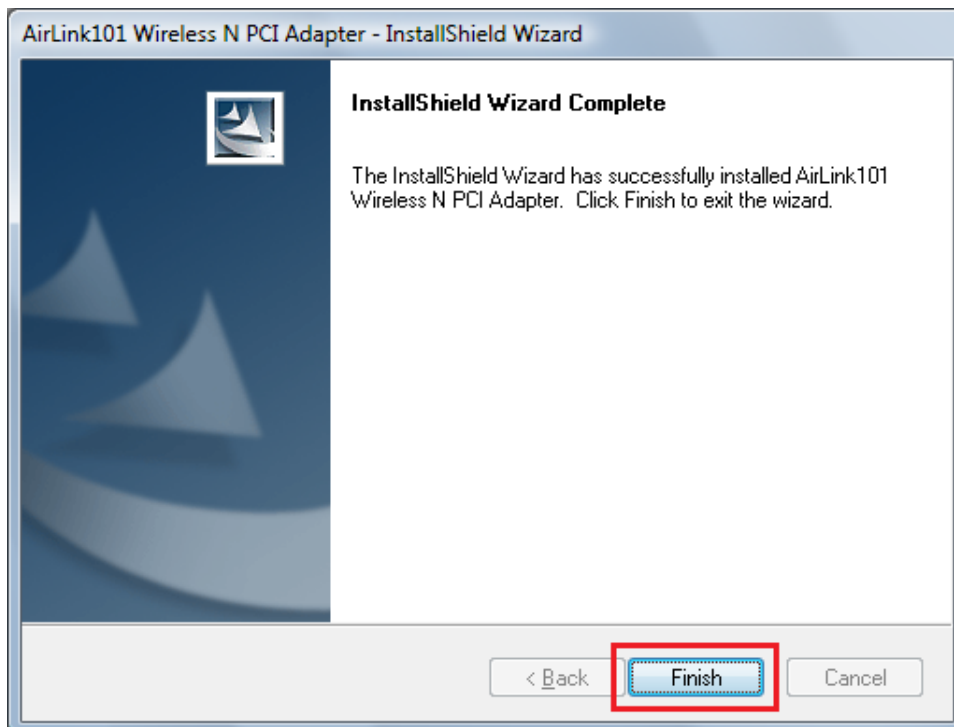 AirLink101 Wireless N PCI Adapter - InstallShield Wizard
InstallShield Wizard Complete
The InstallShield Wizard has successfully installed AirLink101
Wireless N PCI Adapter. Click Finish to exit the wizard.
< Back
Finish
Cancel